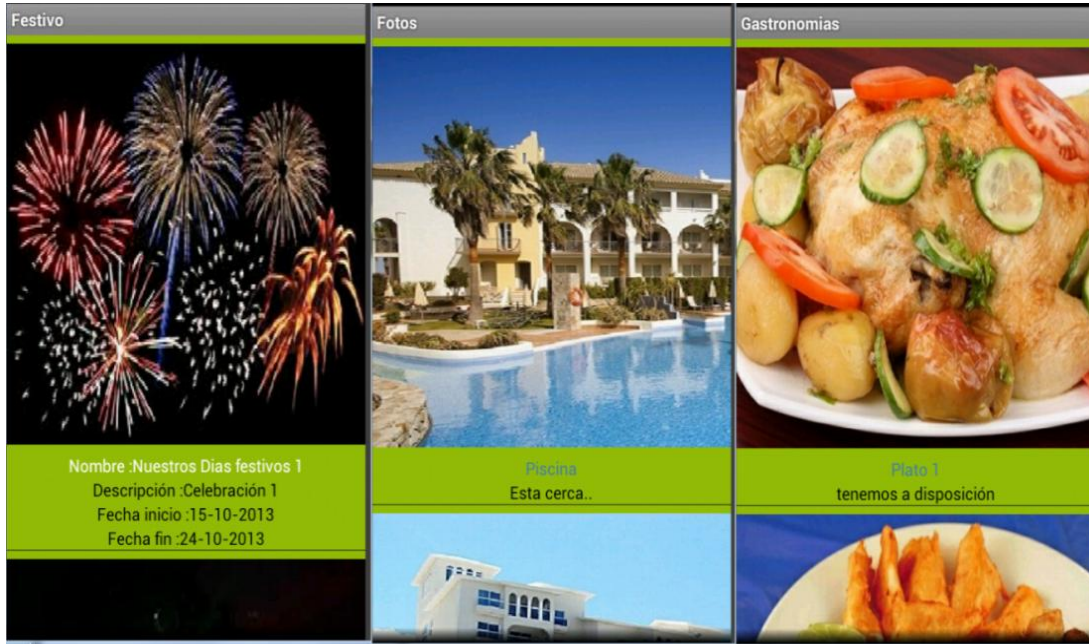 Festivo
Nombre :Nuestros Dias festivos 1
Descripción :Celebración 1
Fecha inicio :15-10-2013
Fecha fin :24-10-2013
Fotos
Piscina
Esta cerca..
Gastronomias
Plato 1
tenemos a disposición